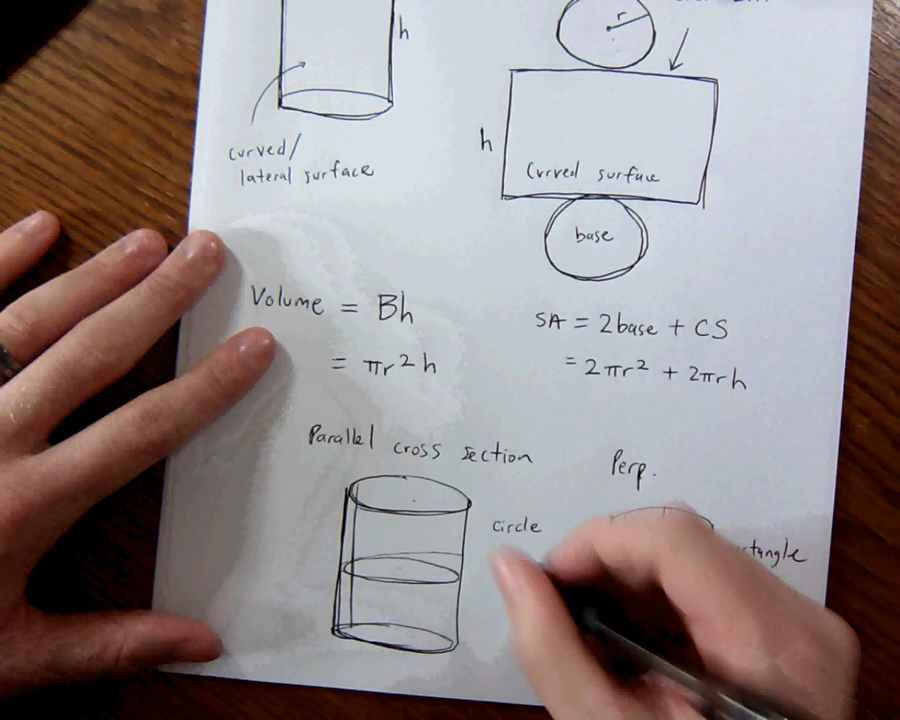 h
r
curved/
lateral surface
h
Curved surface
base
Volume = Bh
= πr²h
SA = 2base + CS
= 2πr² + 2πrh
Parallel cross section
Perp.
circle